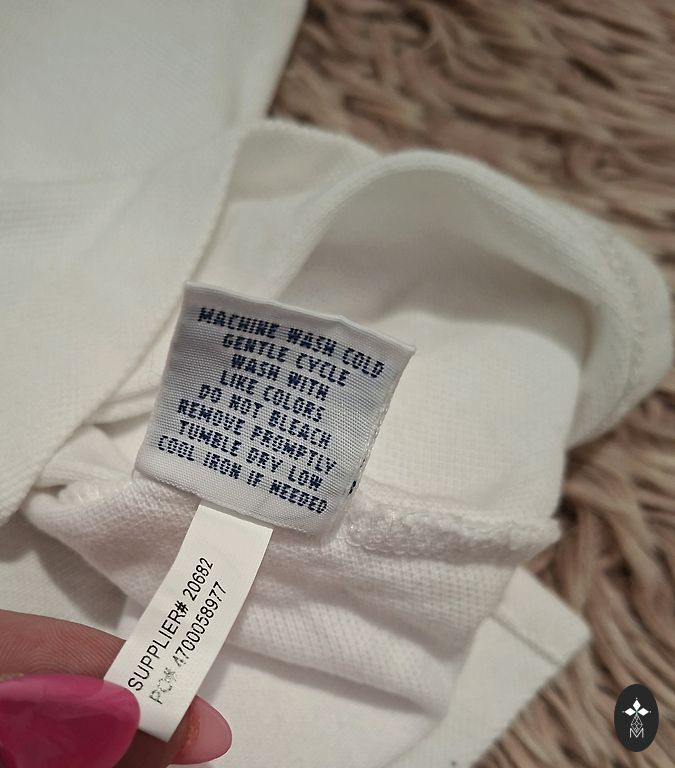 MACHINE WASH COLD
GENTLE CYCLE
WASH WITH
LIKE COLORS
DO NOT BLEACH
REMOVE PROMPTLY
TUMBLE DRY LOW
COOL IRON IF NEEDED
SUPPLIER# 20682
PO# 4700058977
M